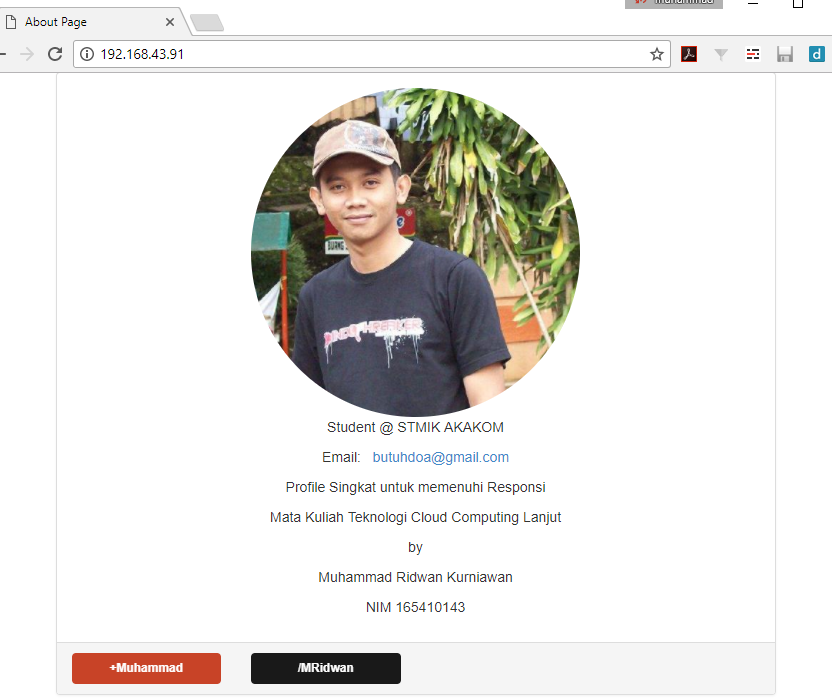 Muhammad
About Page
192.168.43.91
Student @ STMIK AKAKOM
Email: butuhdoa@gmail.com
Profile Singkat untuk memenuhi Responsi
Mata Kuliah Teknologi Cloud Computing Lanjut
by
Muhammad Ridwan Kurniawan
NIM 165410143
+Muhammad
/MRidwan